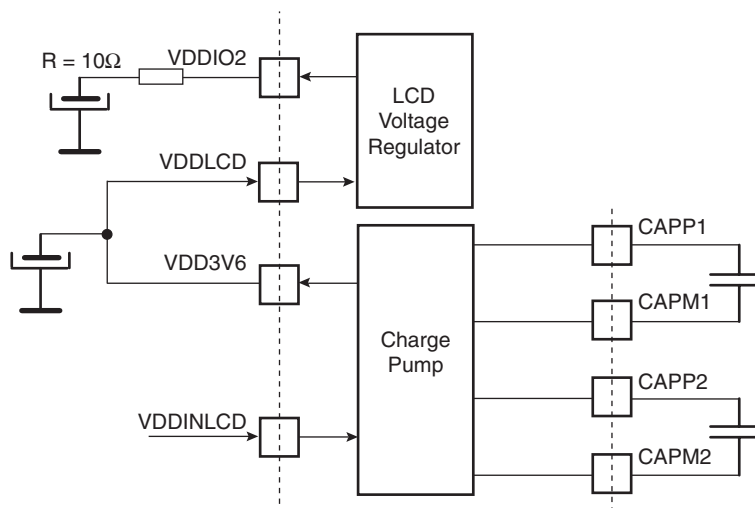 R = 10Ω
VDDIO2
LCD
Voltage
Regulator
VDDLCD
VDD3V6
VDDINLCD
Charge
Pump
CAPP1
CAPM1
CAPP2
CAPM2